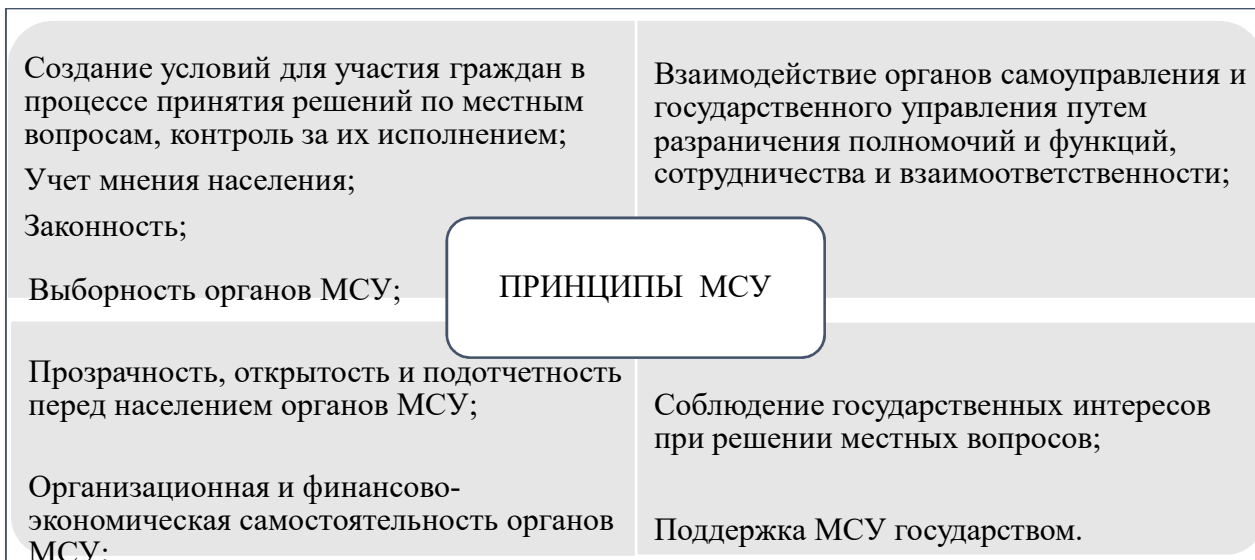 Создание условий для участия граждан в
процессе принятия решений по местным
вопросам, контроль за их исполнением;
Учет мнения населения;
Законность;
Выборность органов МСУ;
Взаимодействие органов самоуправления и
государственного управления путем
разраничения полномочий и функций,
сотрудничества и взаимоответственности;
ПРИНЦИПЫ МСУ
Прозрачность, открытость и подотчетность
перед населением органов МСУ;
Организационная и финансово-
экономическая самостоятельность органов
МСУ;
Соблюдение государственных интересов
при решении местных вопросов;
Поддержка МСУ государством.